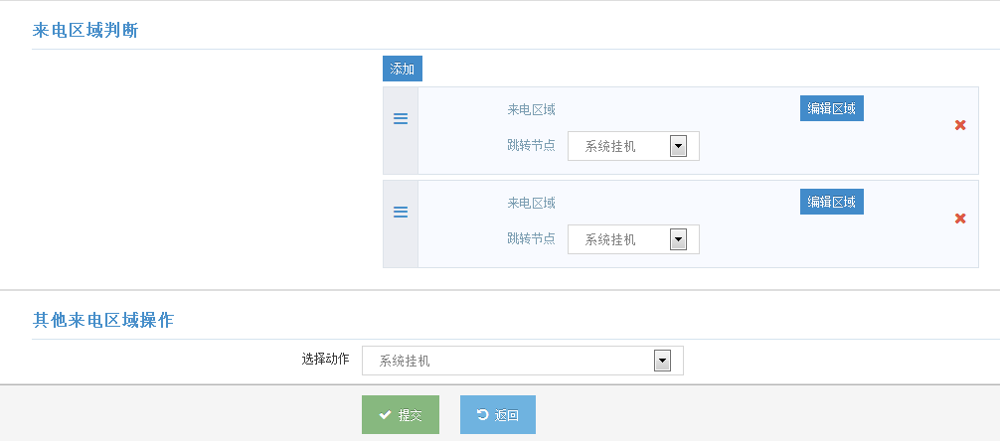 来电区域判断
添加
来电区域 编辑区域
跳转节点 系统挂机
来电区域 编辑区域
跳转节点 系统挂机
其他来电区域操作
选择动作 系统挂机
提交 返回